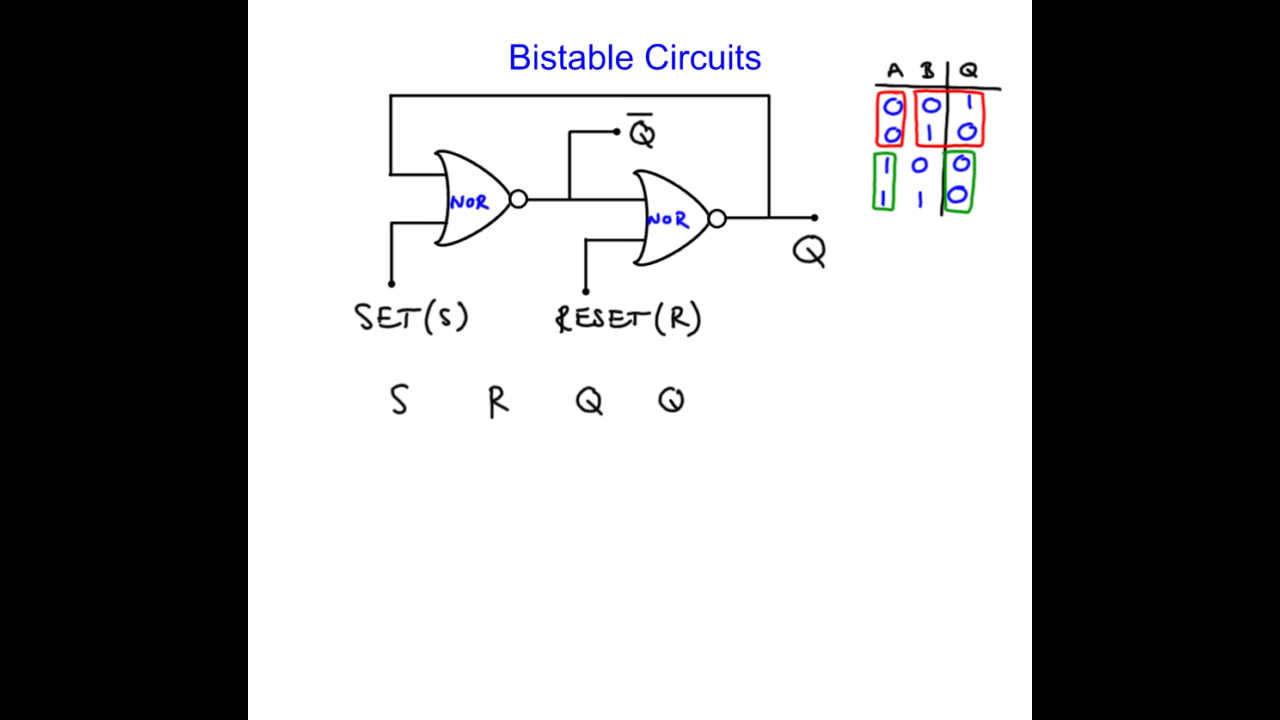 Bistable Circuits
A B Q
0 0 1
0 1 0
1 0 0
1 1 0
Q̅
NOR
NOR
Q
SET(S)
RESET(R)
S R Q Q